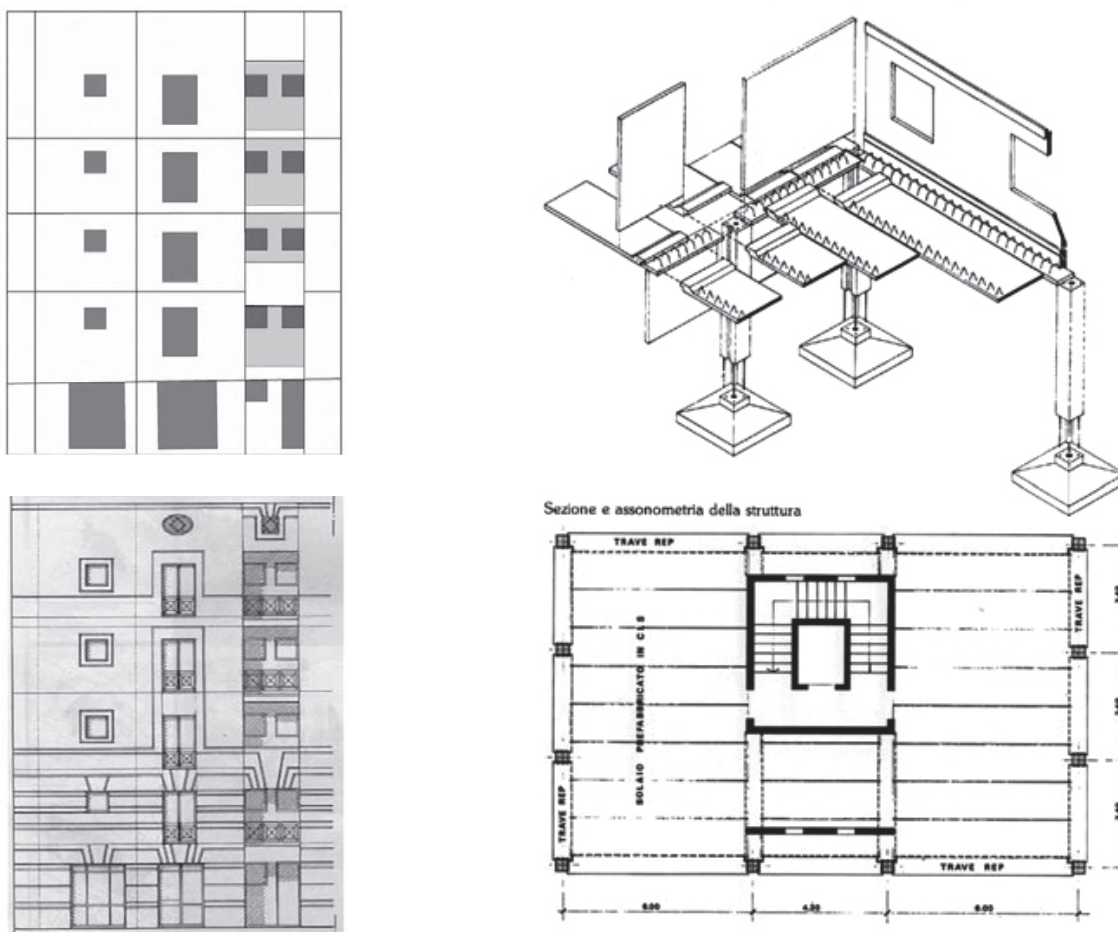 Sezione e assonometria della struttura
TRAVE REP
TRAVE REP
SOLAIO PREFABBRICATO IN CLS
TRAVE REP
TRAVE REP
6.00
4.20
6.00